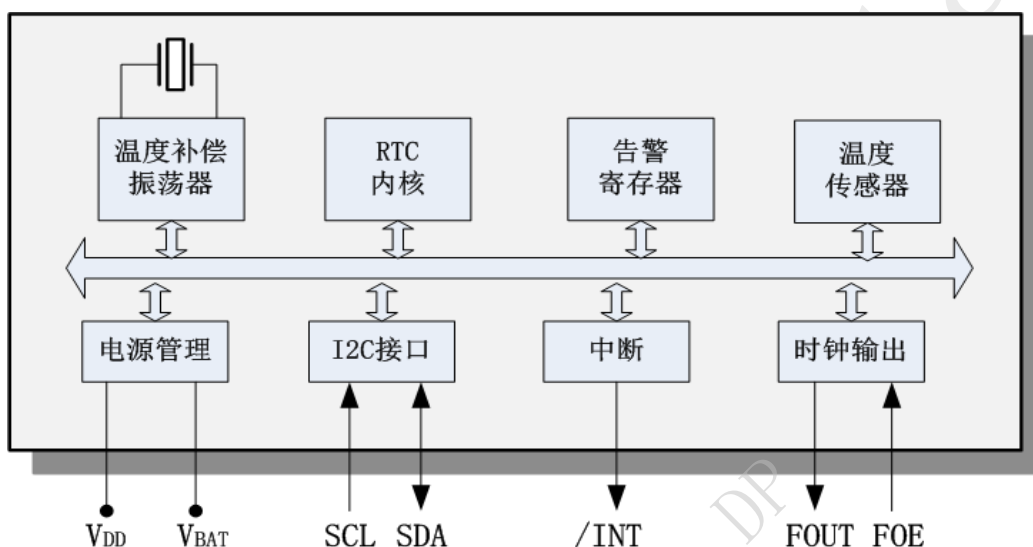 温度补偿
振荡器
RTC
内核
告警
寄存器
温度
传感器
电源管理
I2C接口
中断
时钟输出
VDD VBAT SCL SDA /INT FOUT FOE
DP